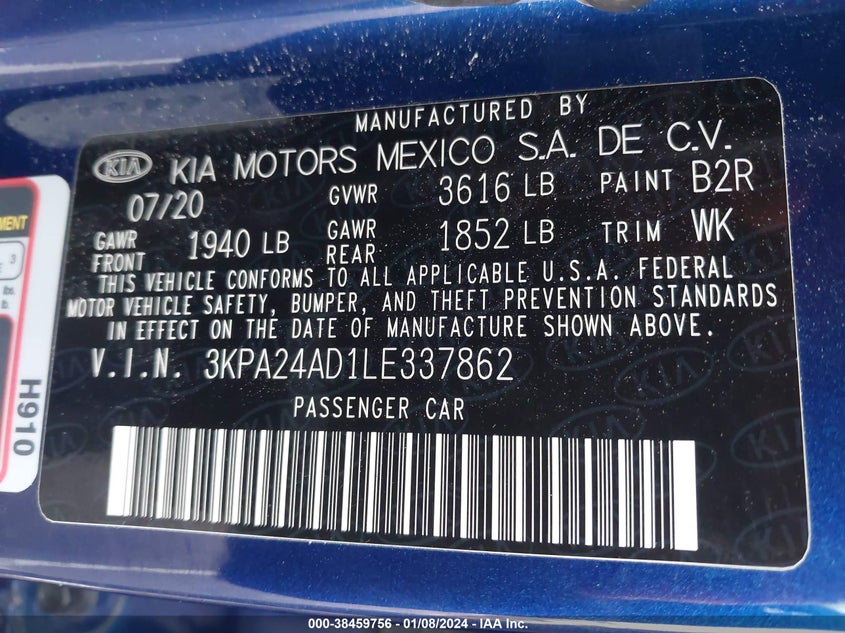 MANUFACTURED BY
KIA KIA MOTORS MEXICO S.A. DE C.V.
07/20 GVWR 3616 LB PAINT B2R
GAWR FRONT 1940 LB GAWR REAR 1852 LB TRIM WK
THIS VEHICLE CONFORMS TO ALL APPLICABLE U.S.A. FEDERAL
MOTOR VEHICLE SAFETY, BUMPER, AND THEFT PREVENTION STANDARDS
IN EFFECT ON THE DATE OF MANUFACTURE SHOWN ABOVE.
V.I.N. 3KPA24AD1LE337862
PASSENGER CAR
H910
3
lbs.
000-38459756 - 01/08/2024 - IAA Inc.